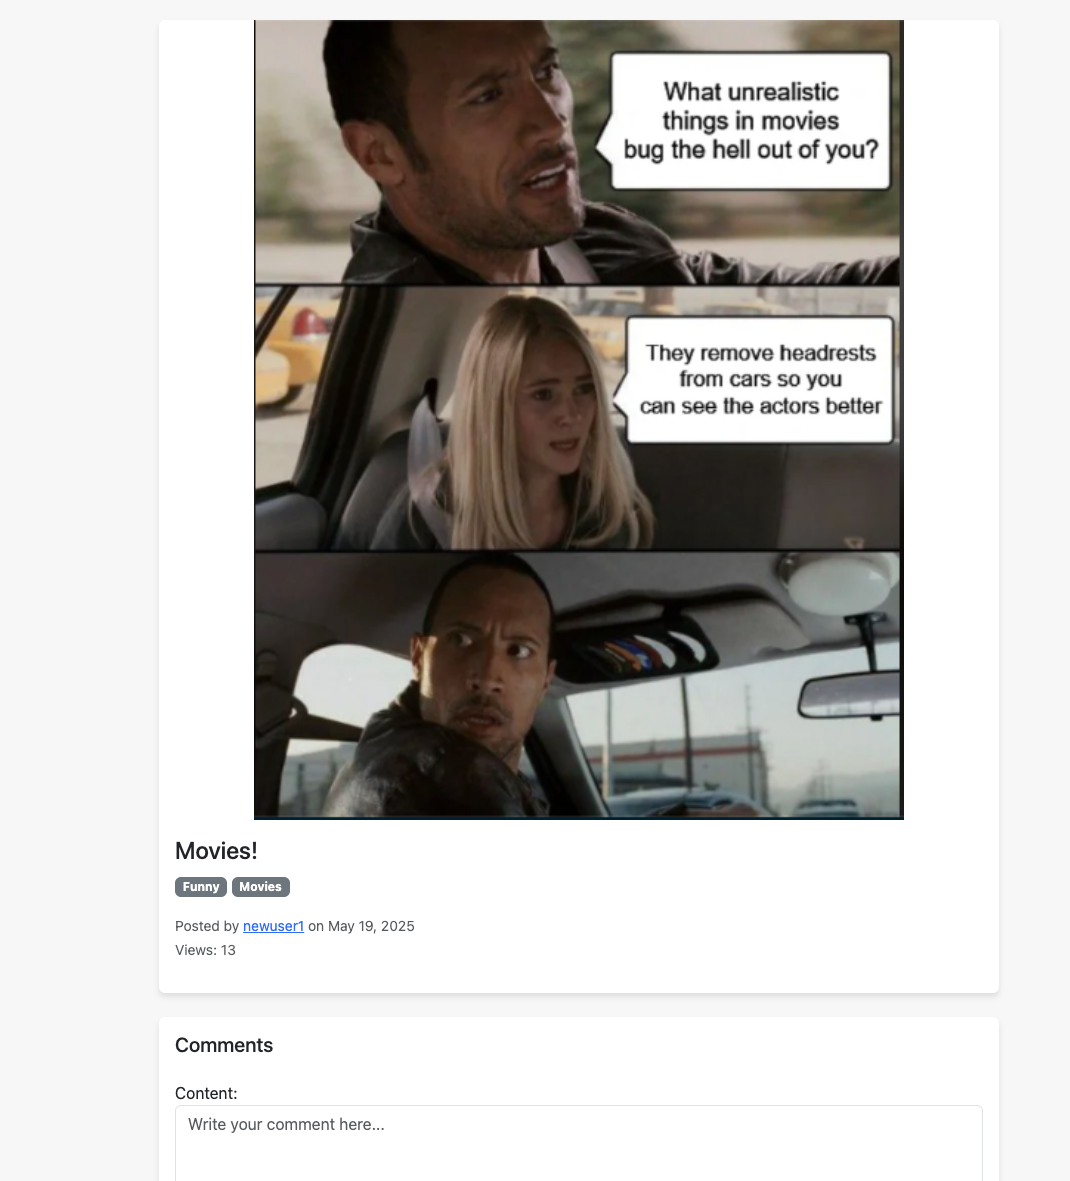 What unrealistic
things in movies
bug the hell out of you?
They remove headrests
from cars so you
can see the actors better
Movies!
Funny Movies
Posted by newuser1 on May 19, 2025
Views: 13
Comments
Content:
Write your comment here...